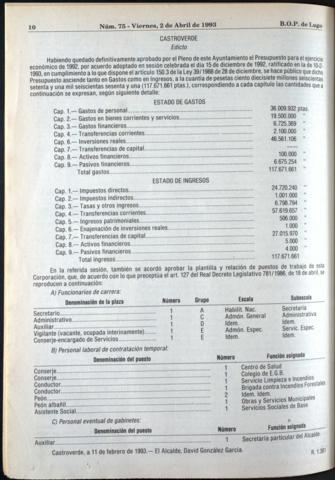 10 Núm. 75 - Viernes, 2 de Abril de 1993 B.O.P. de Lugo
CASTROVERDE
Edicto
Habiendo quedado definitivamente aprobado por el Pleno de este Ayuntamiento el Presupuesto para el ejercicio
económico de 1992, por acuerdo adoptado en sesión celebrada el día 15 de diciembre de 1992, ratificado en la de 10-2-
1993, en cumplimiento a lo que dispone el artículo 150.3 de la Ley 39/1988 de 28 de diciembre, se hace público que dicho
Presupuesto asciende tanto en Gastos como en Ingresos, a la cuantía de pesetas ciento diecisiete millones seiscientas
setenta y una mil seiscientas sesenta y una (117.671.661 ptas.), correspondiendo a cada capítulo las cantidades que a
continuación se expresan, según siguiente detalle:
ESTADO DE GASTOS
Cap. 1.— Gastos de personal 36.009.932 ptas.
Cap. 2.— Gastos en bienes corrientes y servicios 19.500.000 "
Cap. 3.— Gastos financieros 6.725.369 "
Cap. 4.— Transferencias corrientes 2.100.000 "
Cap. 6.— Inversiones reales 46.561.106 "
Cap. 7.— Transferencias de capital ------
Cap. 8.— Activos financieros 100.000 "
Cap. 9.— Pasivos financieros 6.675.254 "
Total gastos 117.671.661 "
ESTADO DE INGRESOS
Cap. 1.— Impuestos directos 24.720.240 "
Cap. 2.— Impuestos indirectos 1.001.000 "
Cap. 3.— Tasas y otros ingresos 6.798.794 "
Cap. 4.— Transferencias corrientes 57.619.657 "
Cap. 5.— Ingresos patrimoniales 506.000 "
Cap. 6.— Enajenación de inversiones reales 1.000 "
Cap. 7.— Transferencias de capital 27.015.970 "
Cap. 8.— Activos financieros 5.000 "
Cap. 9.— Pasivos financieros 4.000 "
Total ingresos 117.671.661 "
En la referida sesión, también se acordó aprobar la plantilla y relación de puestos de trabajo de esta
Corporación, que, de acuerdo con lo que preceptúa el art. 127 del Real Decreto Legislativo 781/1986, de 18 de abril, se
reproducen a continuación:
A) Funcionarios de carrera:
Denominación de la plaza Número Grupo Escala Subescala
Secretario 1 A Habilit. Nac. Secretaría
Administrativo 1 C Admón. General Administrativa
Auxiliar 1 D Idem. Idem.
Vigilante (vacante, ocupada interinamente) 1 E Admón. Espec. Serv. Espec.
Conserje-encargado de Servicios 1 E Idem. Idem.
B) Personal laboral de contratación temporal:
Denominación del puesto Número Función asignada
Conserje 1 Centro de Salud
Conserje 1 Colegio de E.G.B.
Conductor 1 Servicio Limpieza e Incendios
Conductor 1 Brigada contra Incendios Forestales
Peón 2 Idem. Idem.
Peón albañil 1 Obras y Servicios Municipales
Asistente Social 1 Servicios Sociales de Base
C) Personal eventual de gabinetes:
Denominación del puesto Número Función asignada
Auxiliar 1 Secretaría particular del Alcalde
Castroverde, a 11 de febrero de 1993.— El Alcalde, David González García. R. 1.361